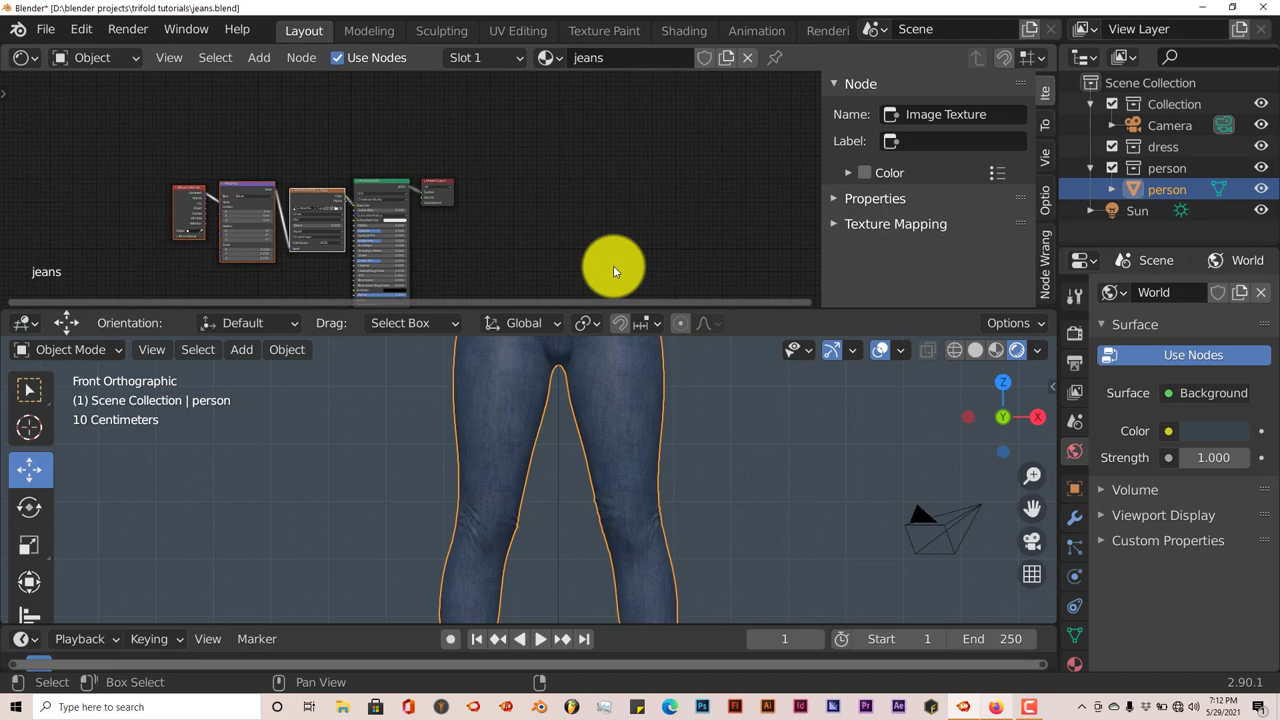 Blender* [D:\blender projects\trifold tutorials\jeans.blend]
File Edit Render Window Help Layout Modeling Sculpting UV Editing Texture Paint Shading Animation Renderi Scene View Layer
Object View Select Add Node Use Nodes Slot 1 jeans
Node
Name: Image Texture
Label:
Color
Properties
Texture Mapping
Ite
To
Vie
Optio
Node Wrang
jeans
Scene Collection
Collection
Camera
dress
person
person
Sun
Scene World
World
Surface
Use Nodes
Surface Background
Color
Strength 1.000
Volume
Viewport Display
Custom Properties
Orientation: Default Drag: Select Box Global Options
Object Mode View Select Add Object
Front Orthographic
(1) Scene Collection | person
10 Centimeters
Z
Y
X
Playback Keying View Marker 1 Start 1 End 250
Select Box Select Pan View 2.90.1
Type here to search
7:12 PM
5/29/2021